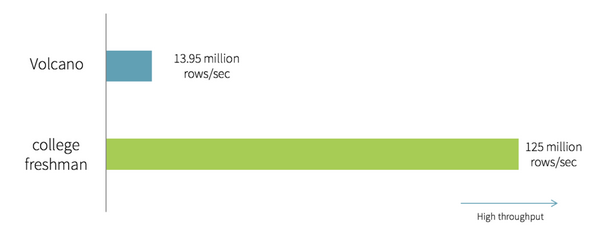 Volcano
13.95 million
rows/sec
college
freshman
125 million
rows/sec
High throughput